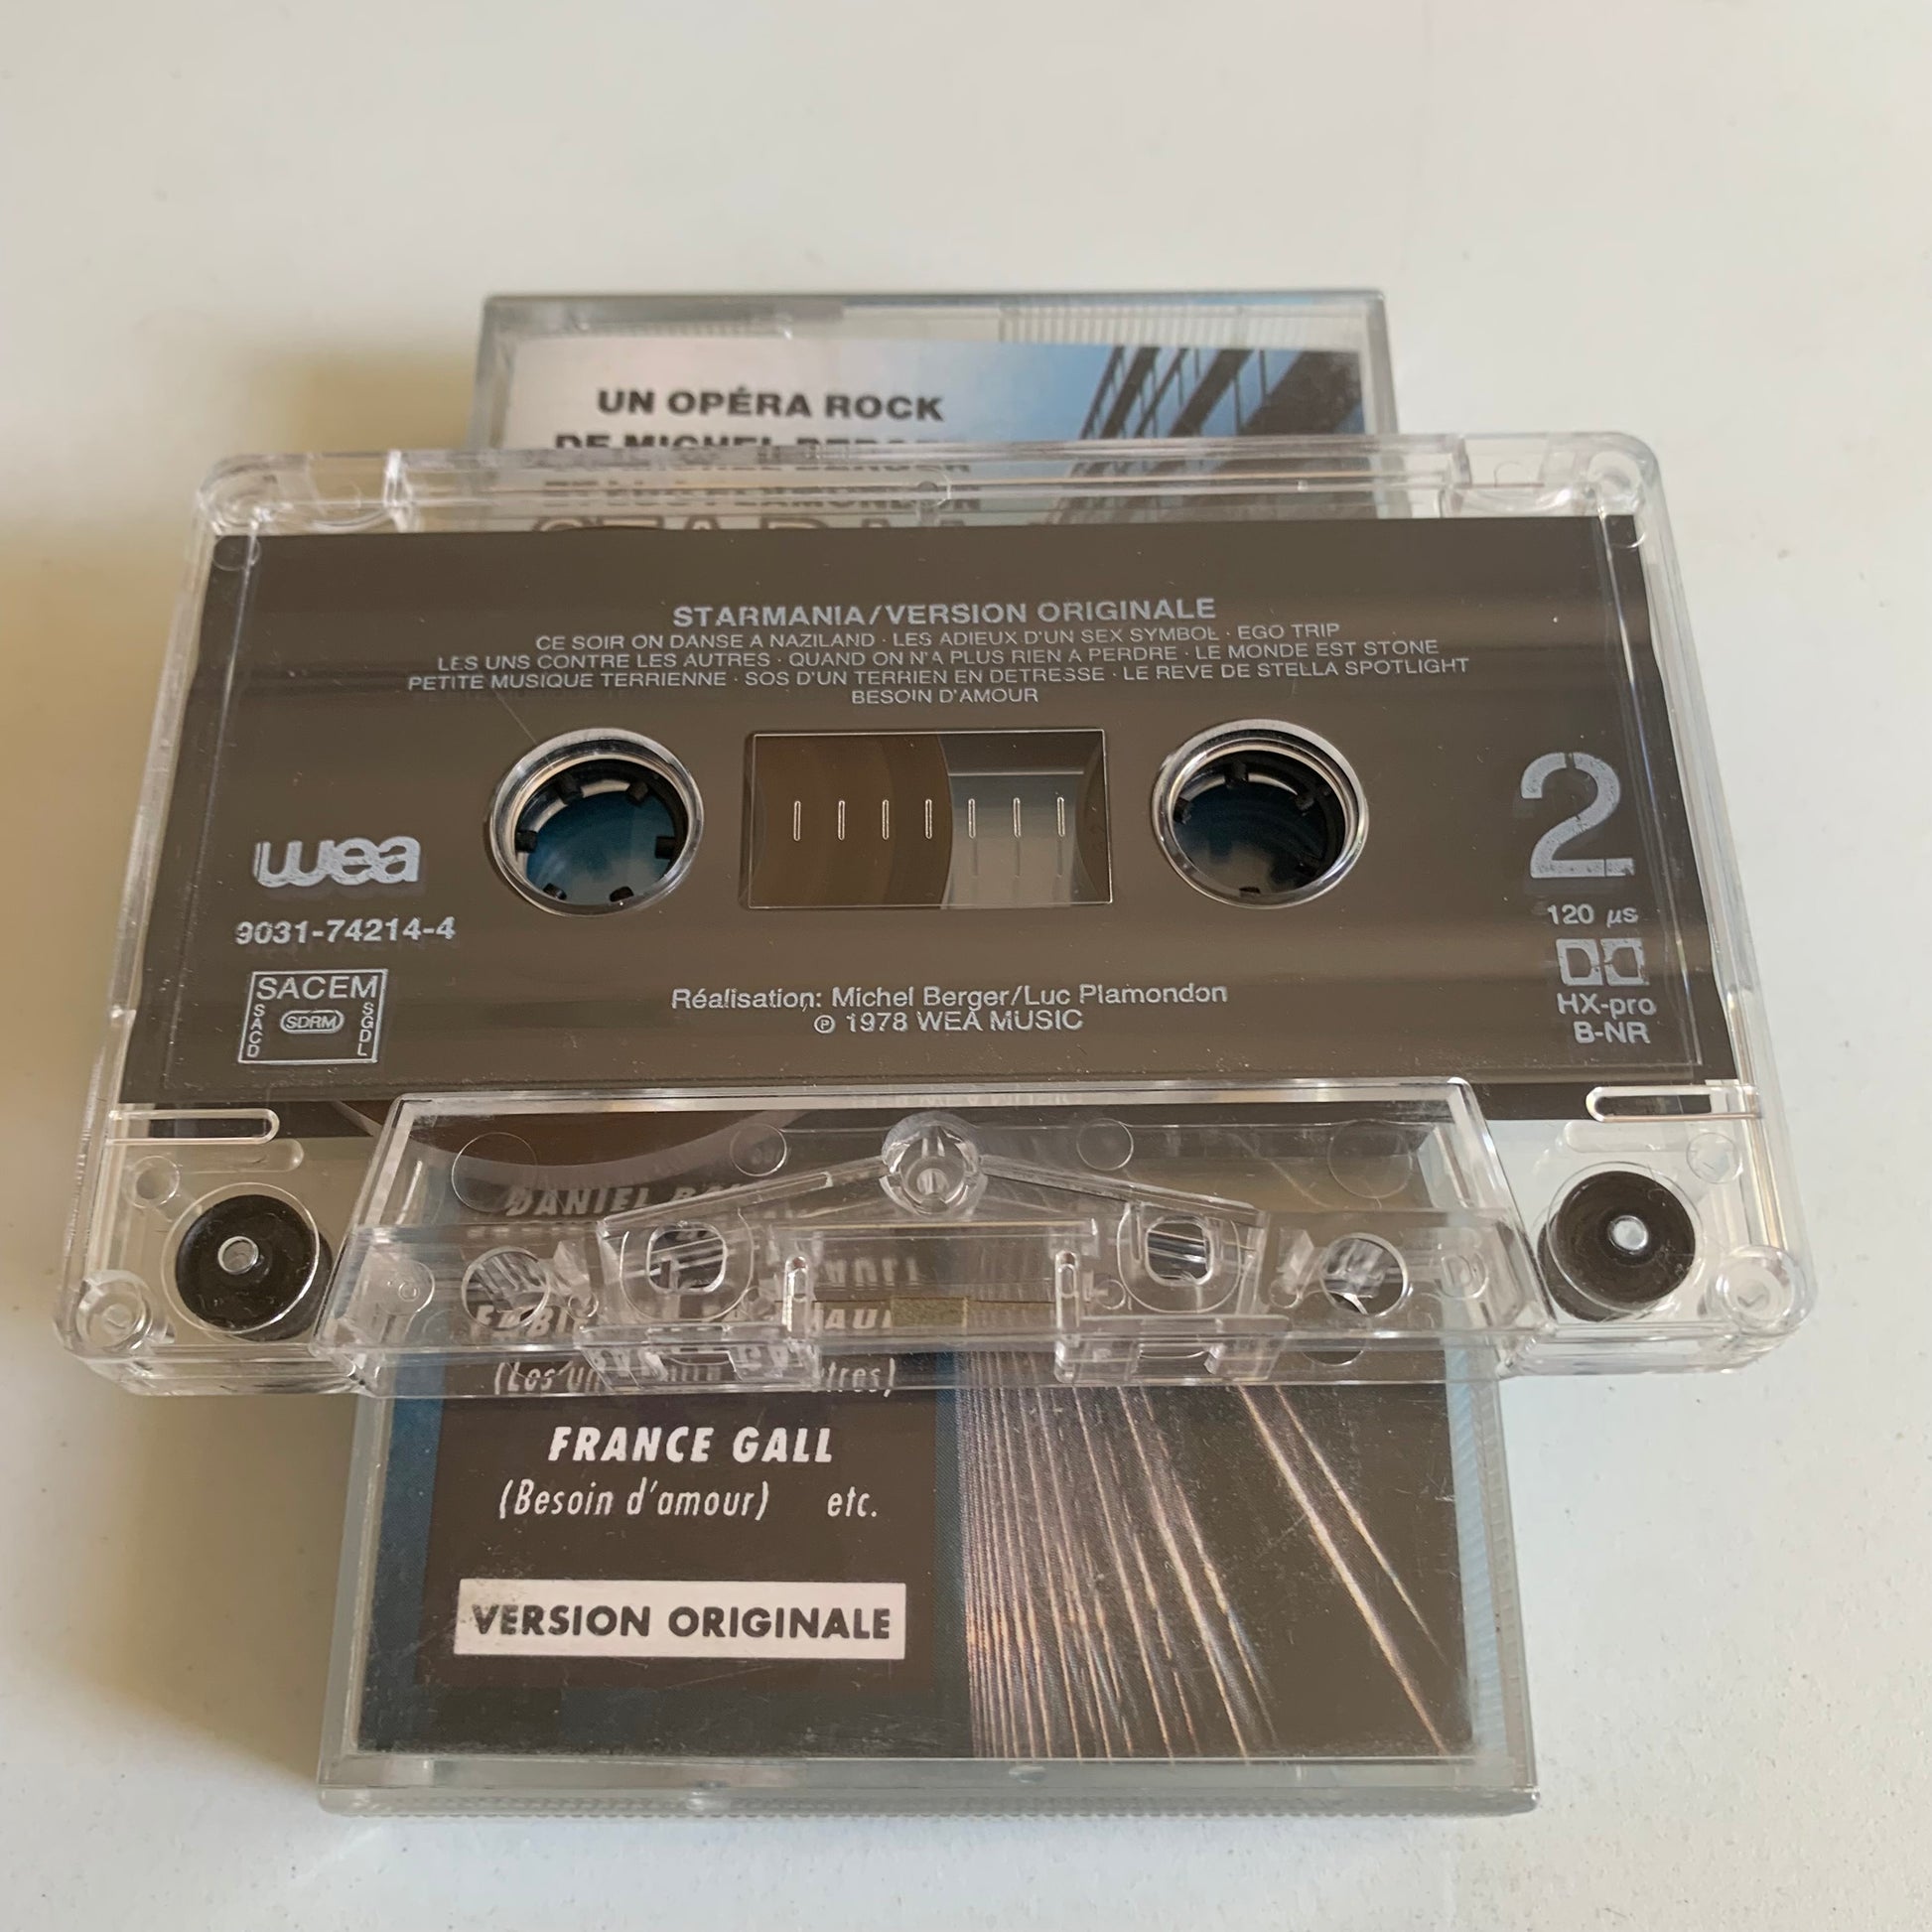 UN OPÉRA ROCK
DE MICHEL BERGER
STARMANIA/VERSION ORIGINALE
CE SOIR ON DANSE A NAZILAND · LES ADIEUX D'UN SEX SYMBOL · EGO TRIP
LES UNS CONTRE LES AUTRES · QUAND ON N'A PLUS RIEN A PERDRE · LE MONDE EST STONE
PETITE MUSIQUE TERRIENNE · SOS D'UN TERRIEN EN DETRESSE · LE REVE DE STELLA SPOTLIGHT
BESOIN D'AMOUR
wea
9031-74214-4
SACEM
SACD
SDRM
SGDL
2
120 µs
HX-pro
B-NR
Réalisation: Michel Berger/Luc Plamondon
℗ 1978 WEA MUSIC
DANIEL
FRANCE GALL
(Besoin d'amour) etc.
VERSION ORIGINALE